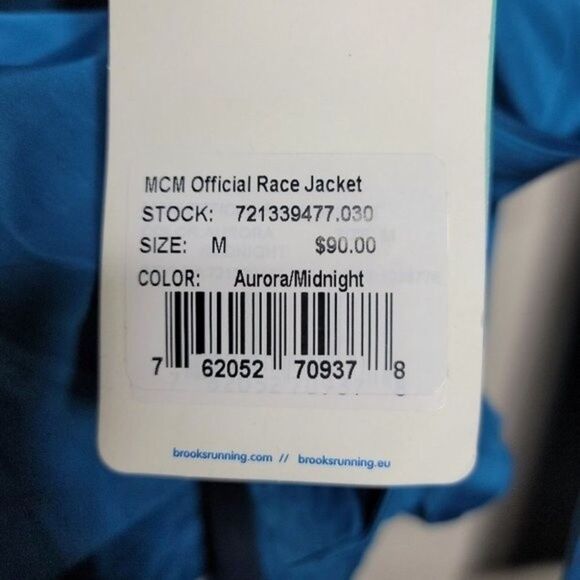 MCM Official Race Jacket
STOCK: 721339477.030
SIZE: M $90.00
COLOR: Aurora/Midnight
7 62052 70937 8
brooksrunning.com // brooksrunning.eu